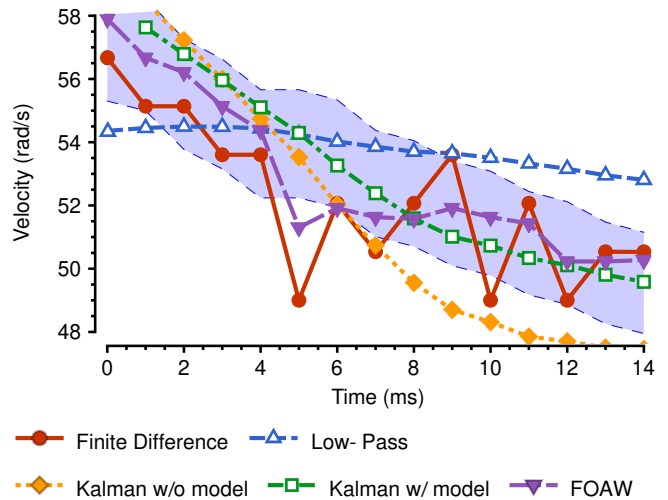 58
56
54
52
50
48
Velocity (rad/s)
0 2 4 6 8 10 12 14
Time (ms)
Finite Difference Low- Pass
Kalman w/o model Kalman w/ model FOAW